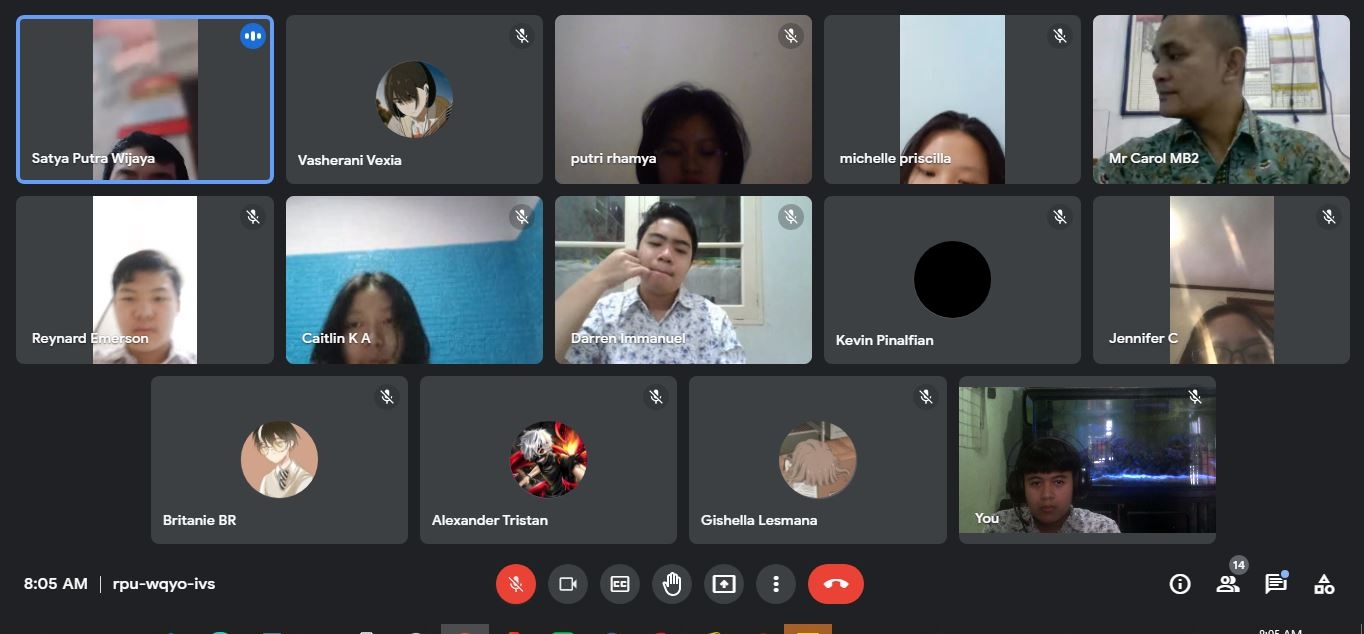 Satya Putra Wijaya
Vasherani Vexia
putri rhamya
michelle priscilla
Mr Carol MB2
Reynard Emerson
Caitlin K A
Darren Immanuel
Kevin Pinalfian
Jennifer C
Britanie BR
Alexander Tristan
Gishella Lesmana
You
8:05 AM | rpu-wqyo-ivs
CC
14